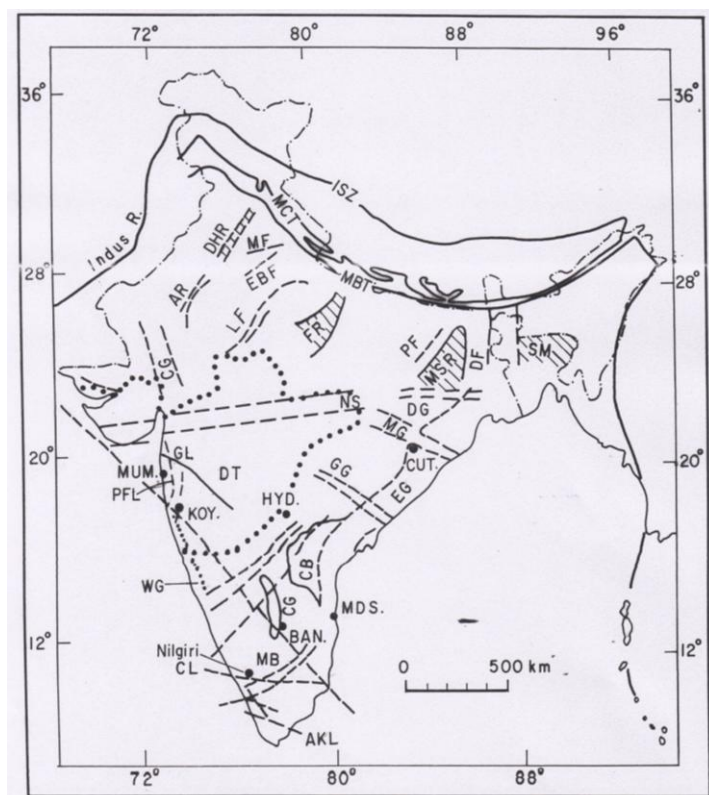 72° 80° 88° 96°
36° 36°
ISZ
MCT
Indus R.
DHR
MF
28° 28°
MBT
EBF
AR
LF
FR
PF
MSR
DF
SM
CG
NS
DG
MG
20° 20°
GL
CUT.
MUM.
DT
GG
EG
PFL
HYD.
KOY.
CB
WG
CG
MDS.
BAN.
12° 12°
Nilgiri
MB
CL
0 500 km
AKL
72° 80° 88°